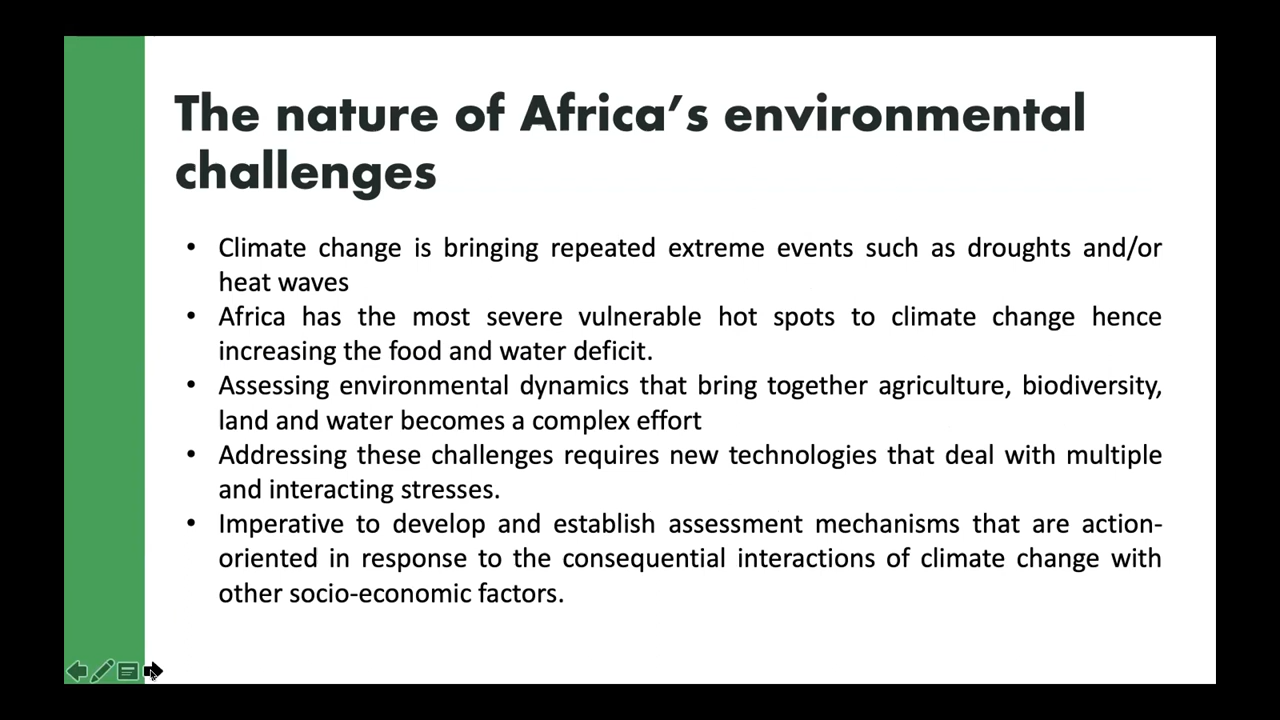 The nature of Africa’s environmental
challenges
• Climate change is bringing repeated extreme events such as droughts and/or
heat waves
• Africa has the most severe vulnerable hot spots to climate change hence
increasing the food and water deficit.
• Assessing environmental dynamics that bring together agriculture, biodiversity,
land and water becomes a complex effort
• Addressing these challenges requires new technologies that deal with multiple
and interacting stresses.
• Imperative to develop and establish assessment mechanisms that are action-
oriented in response to the consequential interactions of climate change with
other socio-economic factors.